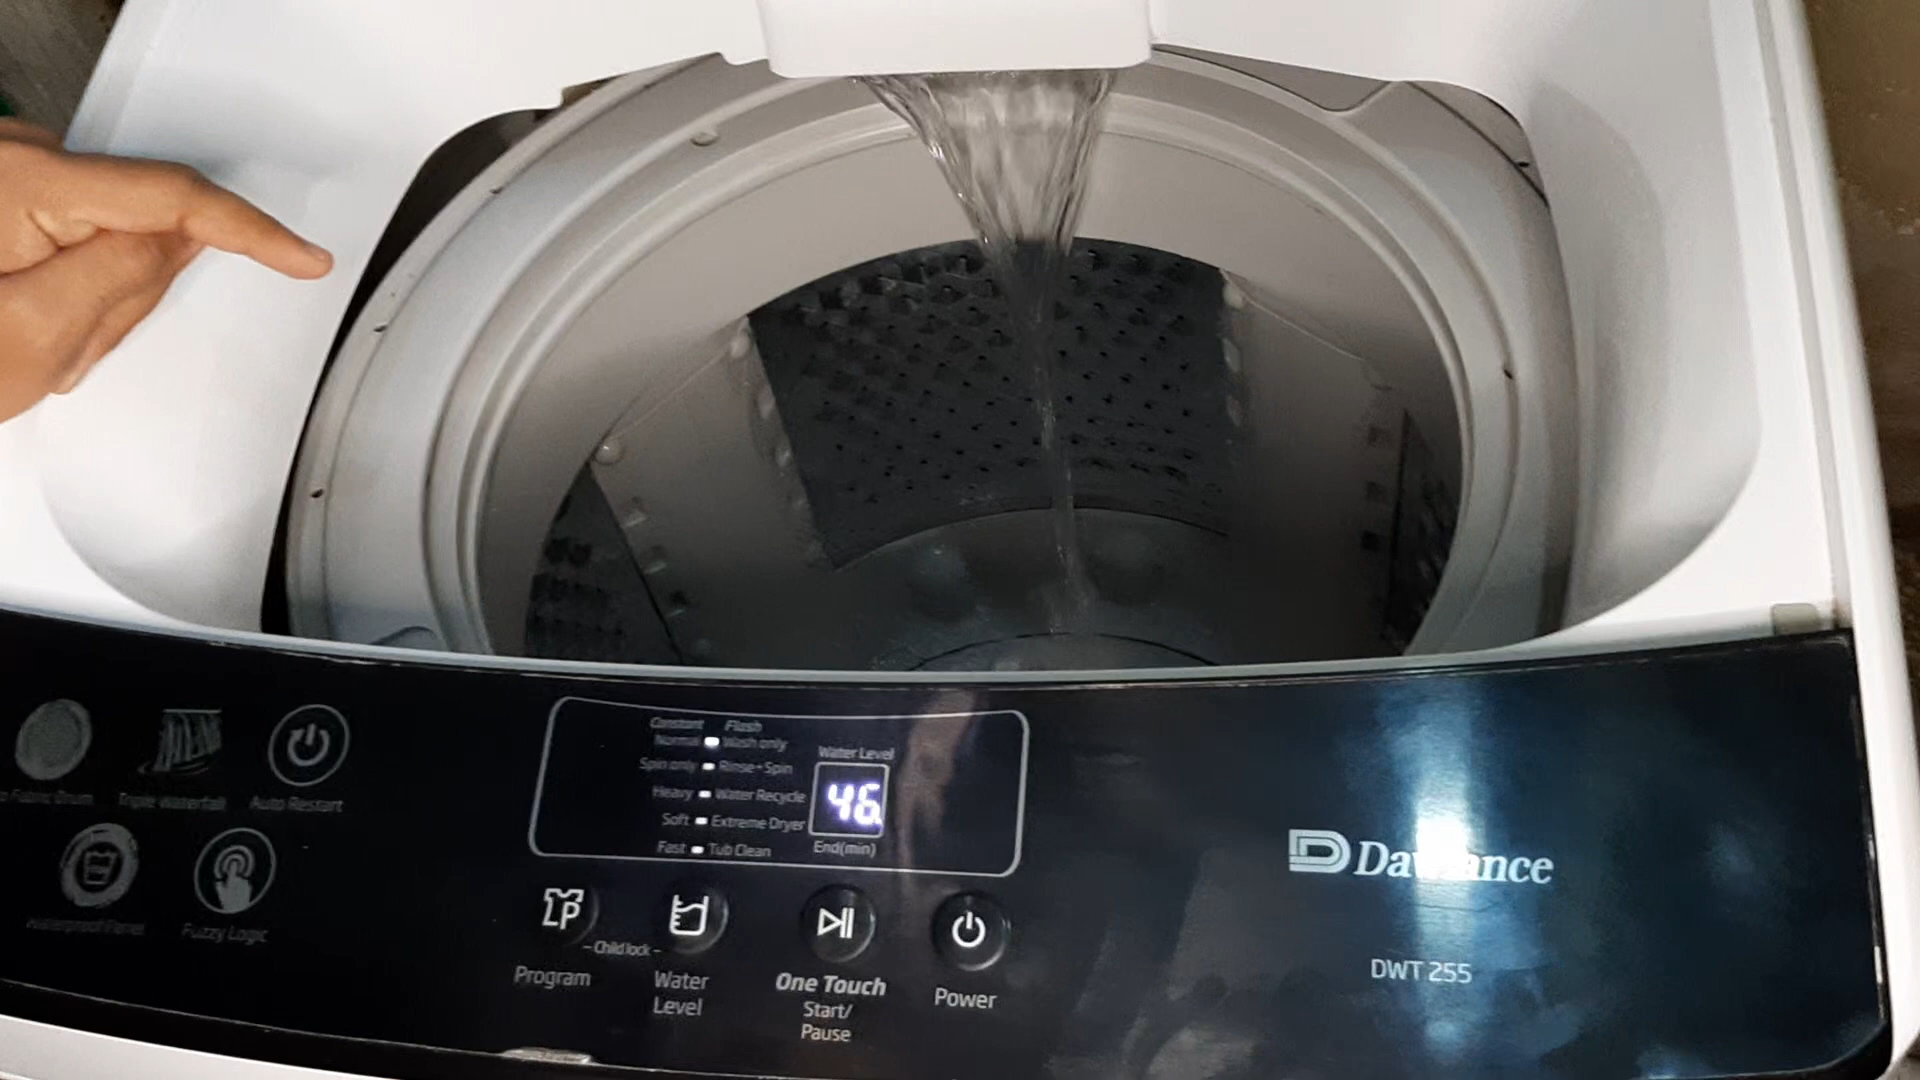 Constant Flash
Normal Wash only
Spin only Rinse+Spin
Heavy Water Recycle
Soft Extreme Dryer
Fast Tub Clean
Water Level
46
End(min)
Fabric Drum
Triple Waterfall
Auto Restart
Waterproof Panel
Fuzzy Logic
Program
- Child lock -
Water
Level
One Touch
Start/
Pause
Power
Dawlance
DWT 255